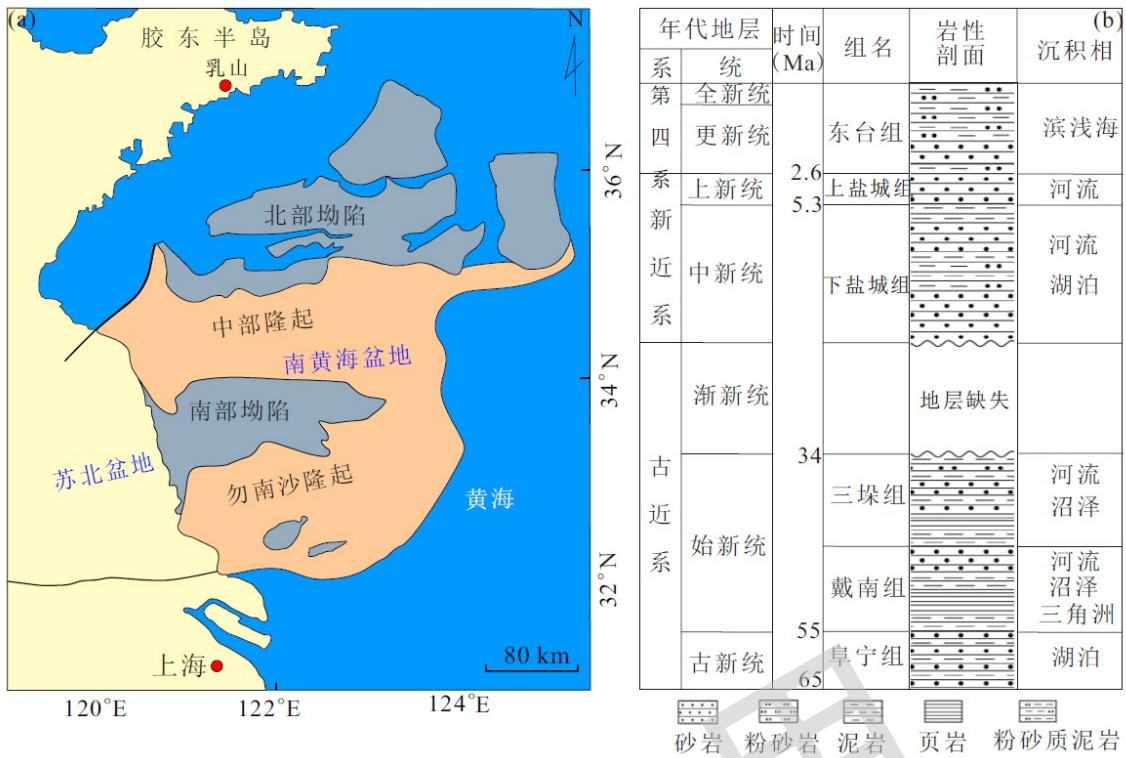 (a)
N
胶东半岛
乳山
北部坳陷
中部隆起
南黄海盆地
南部坳陷
苏北盆地
勿南沙隆起
黄海
上海
80 km
36°N
34°N
32°N
120°E
122°E
124°E
(b)
年代地层
时间
(Ma)
组名
岩性
剖面
沉积相
系
统
第四系
全新统
更新统
东台组
滨浅海
2.6
新近系
上新统
上盐城组
河流
5.3
中新统
下盐城组
河流
湖泊
古近系
渐新统
地层缺失
34
始新统
三垛组
河流
沼泽
戴南组
河流
沼泽
三角洲
55
古新统
阜宁组
湖泊
65
砂岩
粉砂岩
泥岩
页岩
粉砂质泥岩